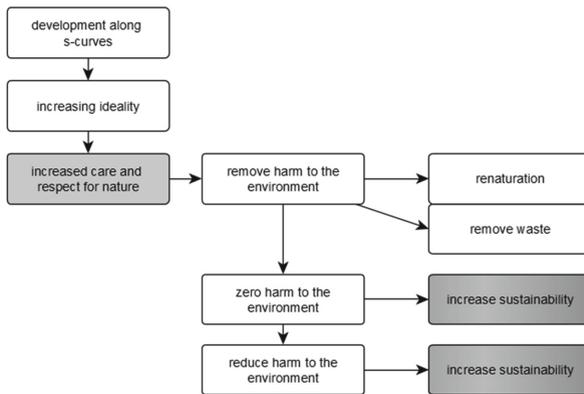 development along
s-curves
increasing ideality
increased care and
respect for nature
remove harm to the
environment
renaturation
remove waste
zero harm to the
environment
increase sustainability
reduce harm to the
environment
increase sustainability